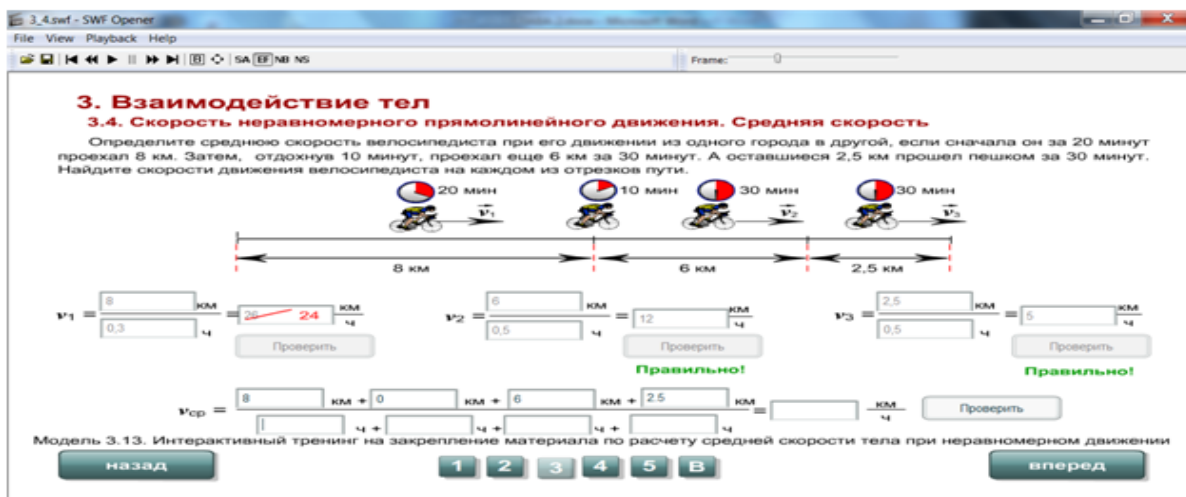 3_4.swf - SWF Opener
File View Playback Help
SA EF NB NS Frame:
3. Взаимодействие тел
3.4. Скорость неравномерного прямолинейного движения. Средняя скорость
Определите среднюю скорость велосипедиста при его движении из одного города в другой, если сначала он за 20 минут
проехал 8 км. Затем, отдохнув 10 минут, проехал еще 6 км за 30 минут. А оставшиеся 2,5 км прошел пешком за 30 минут.
Найдите скорости движения велосипедиста на каждом из отрезков пути.
20 мин 10 мин 30 мин 30 мин
v₁ v₂ v₃
8 км 6 км 2,5 км
8 км 6 км 2,5 км
v₁ = = 26 24 км v₂ = = 12 км v₃ = = 5 км
0,3 ч ч 0,5 ч ч 0,5 ч ч
Проверить Проверить Проверить
Правильно! Правильно!
8 км + 0 км + 6 км + 2.5 км
vср = = км Проверить
ч + ч + ч + ч ч
Модель 3.13. Интерактивный тренинг на закрепление материала по расчету средней скорости тела при неравномерном движении
назад 1 2 3 4 5 В вперед